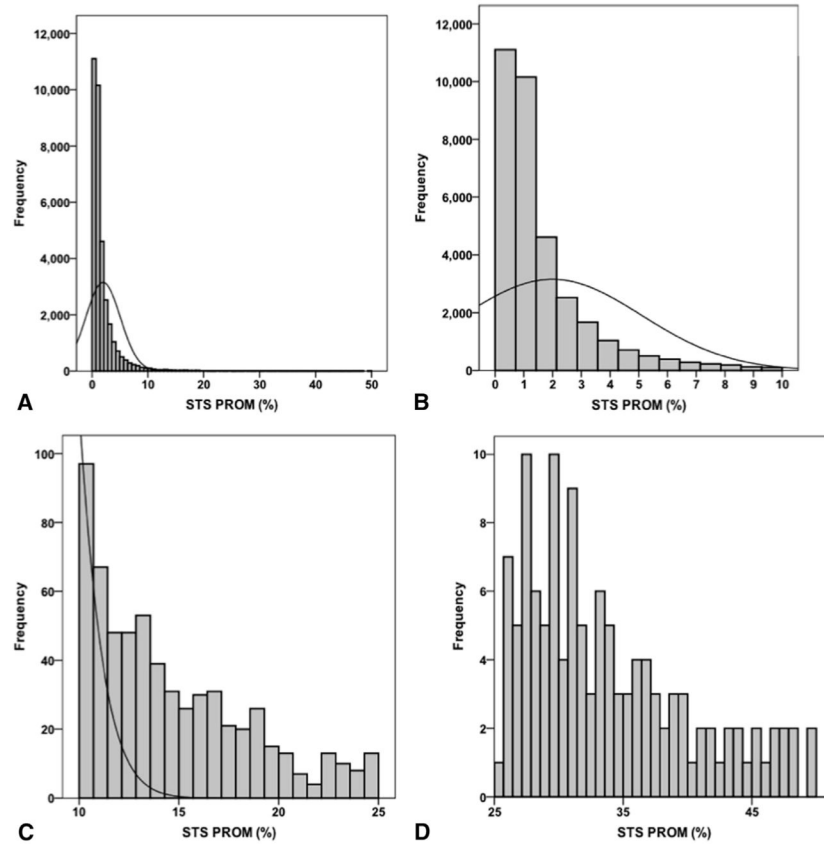 12,000
10,000
8,000
6,000
4,000
2,000
0
Frequency
0 10 20 30 40 50
STS PROM (%)
A
12,000
10,000
8,000
6,000
4,000
2,000
0
Frequency
0 1 2 3 4 5 6 7 8 9 10
STS PROM (%)
B
100
80
60
40
20
0
Frequency
10 15 20 25
STS PROM (%)
C
10
8
6
4
2
0
Frequency
25 35 45
STS PROM (%)
D